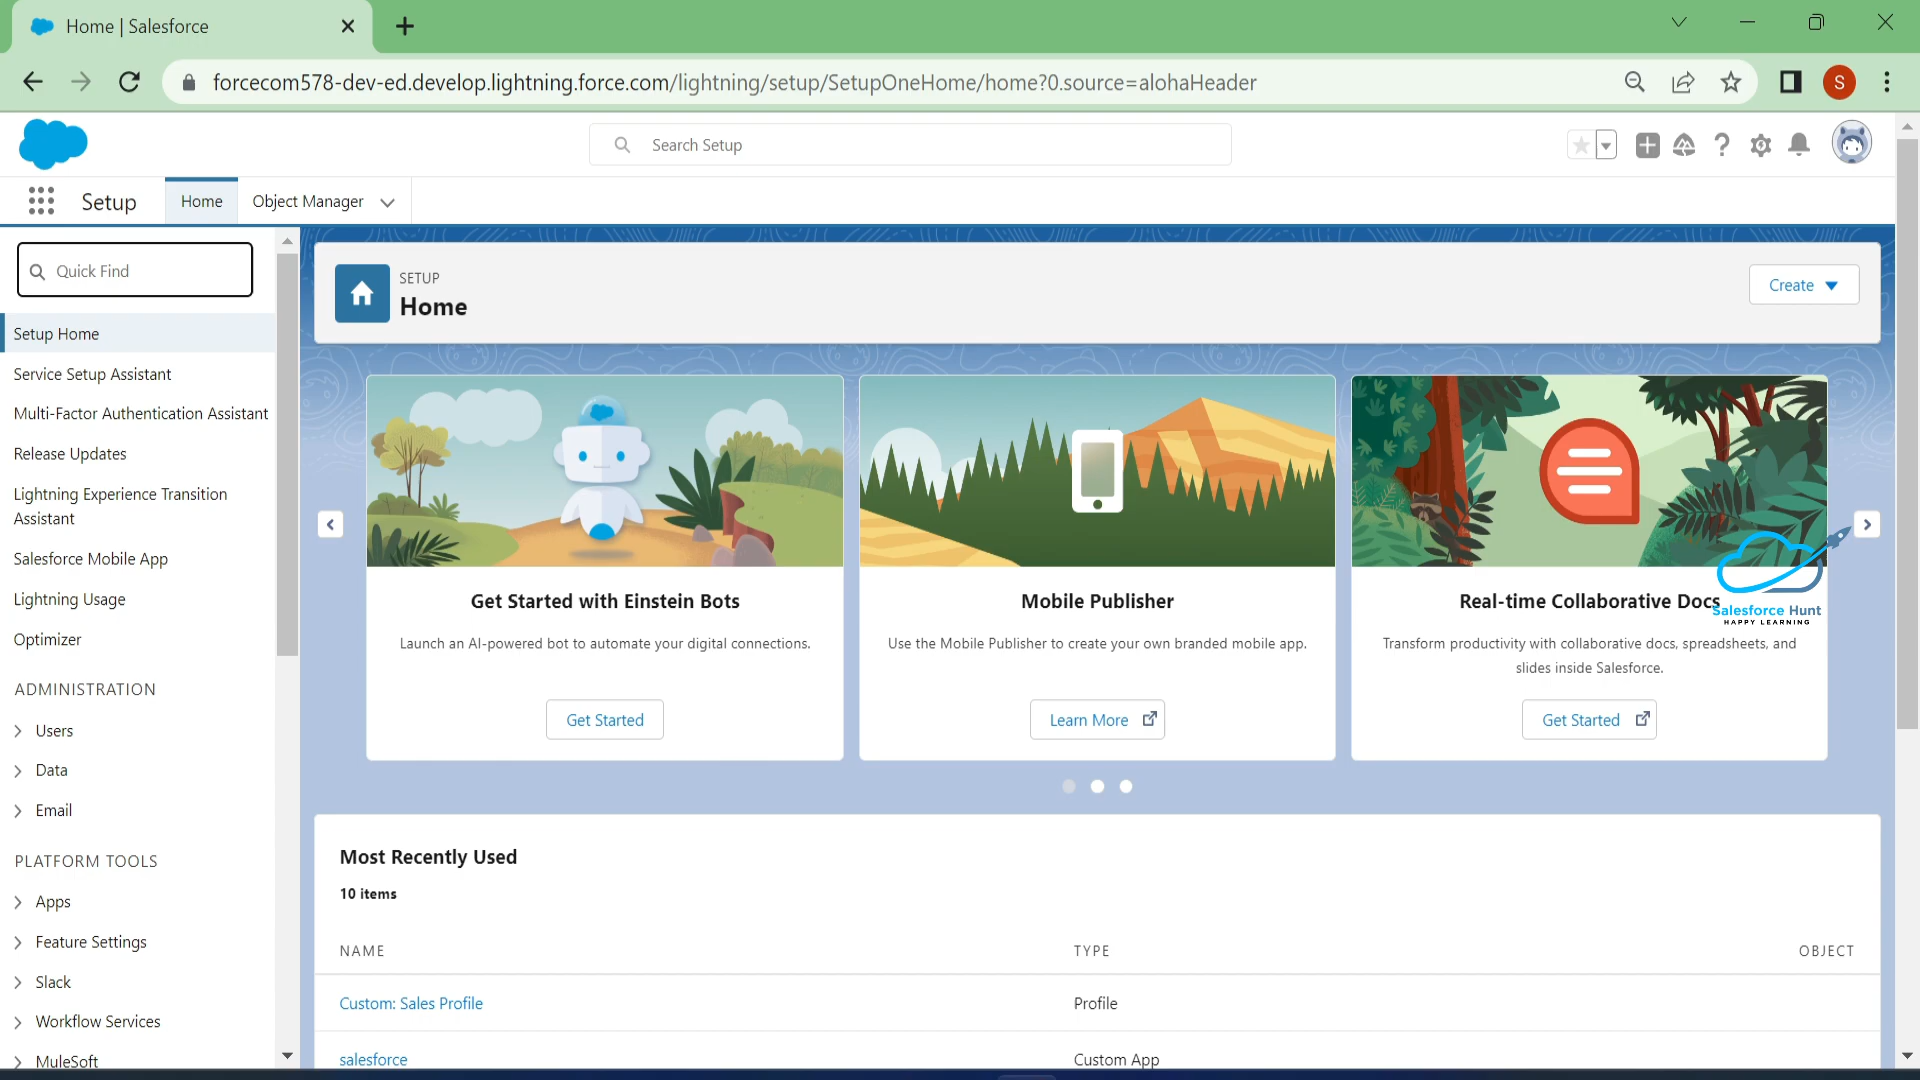 Home | Salesforce
forcecom578-dev-ed.develop.lightning.force.com/lightning/setup/SetupOneHome/home?0.source=alohaHeader
S
Search Setup
Setup
Home
Object Manager
Quick Find
Setup Home
Service Setup Assistant
Multi-Factor Authentication Assistant
Release Updates
Lightning Experience Transition
Assistant
Salesforce Mobile App
Lightning Usage
Optimizer
ADMINISTRATION
Users
Data
Email
PLATFORM TOOLS
Apps
Feature Settings
Slack
Workflow Services
MuleSoft
SETUP
Home
Create
Get Started with Einstein Bots
Launch an AI-powered bot to automate your digital connections.
Get Started
Mobile Publisher
Use the Mobile Publisher to create your own branded mobile app.
Learn More
Real-time Collaborative Docs
Transform productivity with collaborative docs, spreadsheets, and
slides inside Salesforce.
Get Started
Salesforce Hunt
HAPPY LEARNING
Most Recently Used
10 items
NAME TYPE OBJECT
Custom: Sales Profile Profile
salesforce Custom App